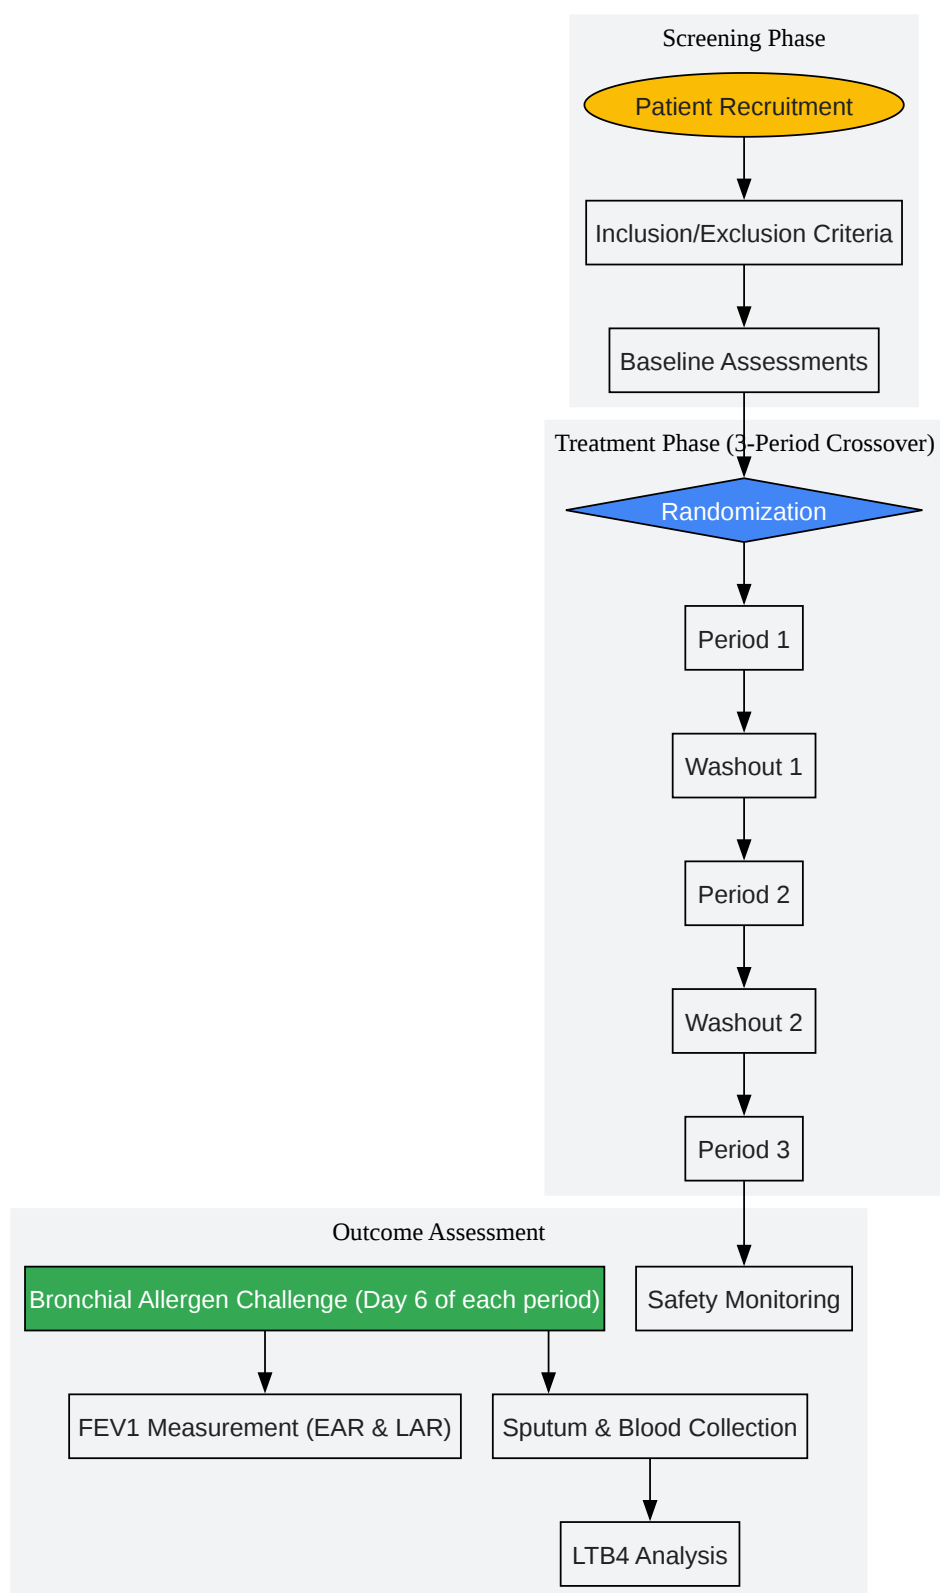 Screening Phase
Patient Recruitment
Inclusion/Exclusion Criteria
Baseline Assessments
Treatment Phase (3-Period Crossover)
Randomization
Period 1
Washout 1
Period 2
Washout 2
Period 3
Outcome Assessment
Bronchial Allergen Challenge (Day 6 of each period)
Safety Monitoring
FEV1 Measurement (EAR & LAR)
Sputum & Blood Collection
LTB4 Analysis